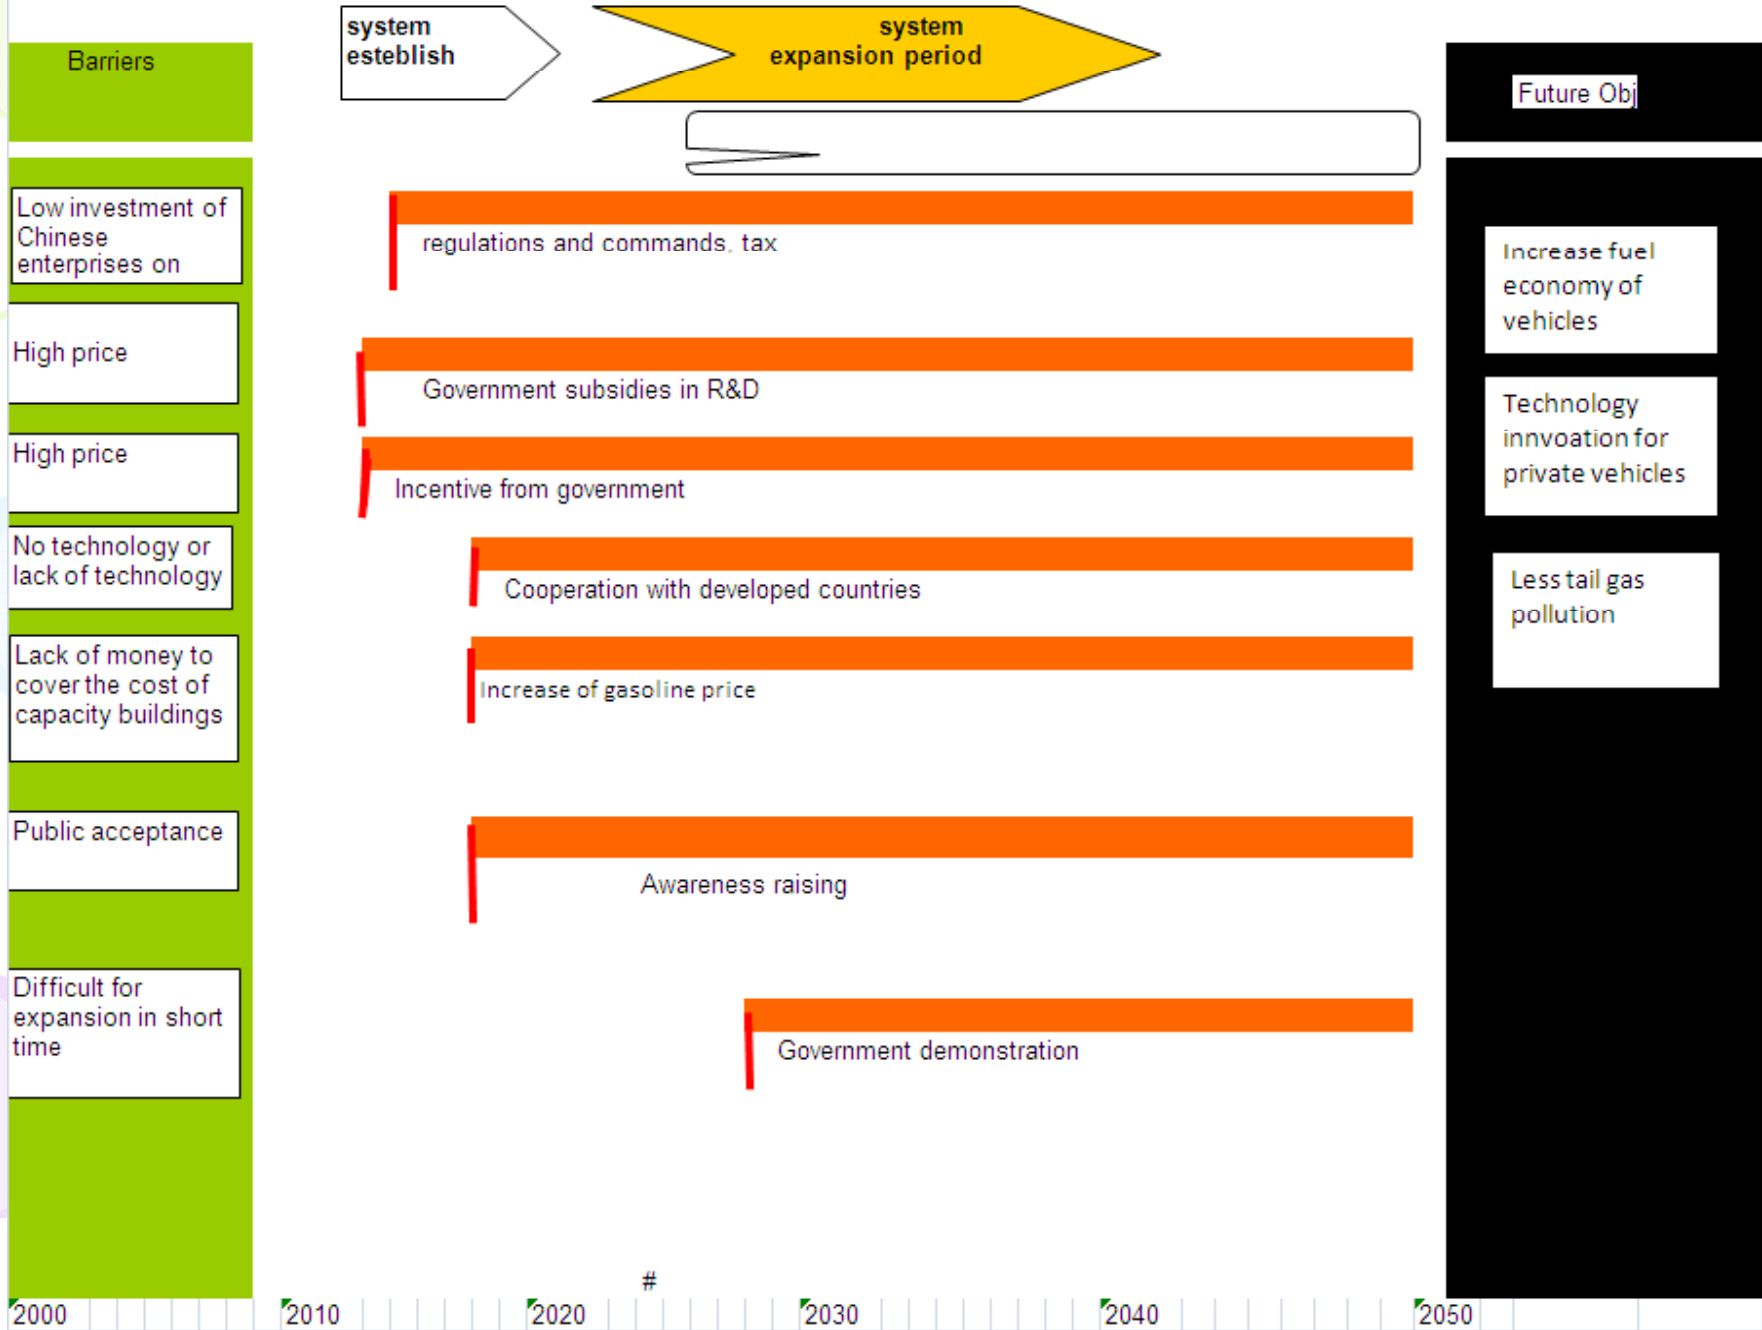 system
esteblish
system
expansion period
Barriers
Future Obj
Low investment of
Chinese
enterprises on
regulations and commands, tax
Increase fuel
economy of
vehicles
High price
Government subsidies in R&D
Technology
innvoation for
private vehicles
High price
Incentive from government
No technology or
lack of technology
Cooperation with developed countries
Less tail gas
pollution
Lack of money to
cover the cost of
capacity buildings
Increase of gasoline price
Public acceptance
Awareness raising
Difficult for
expansion in short
time
Government demonstration
#
2000 2010 2020 2030 2040 2050